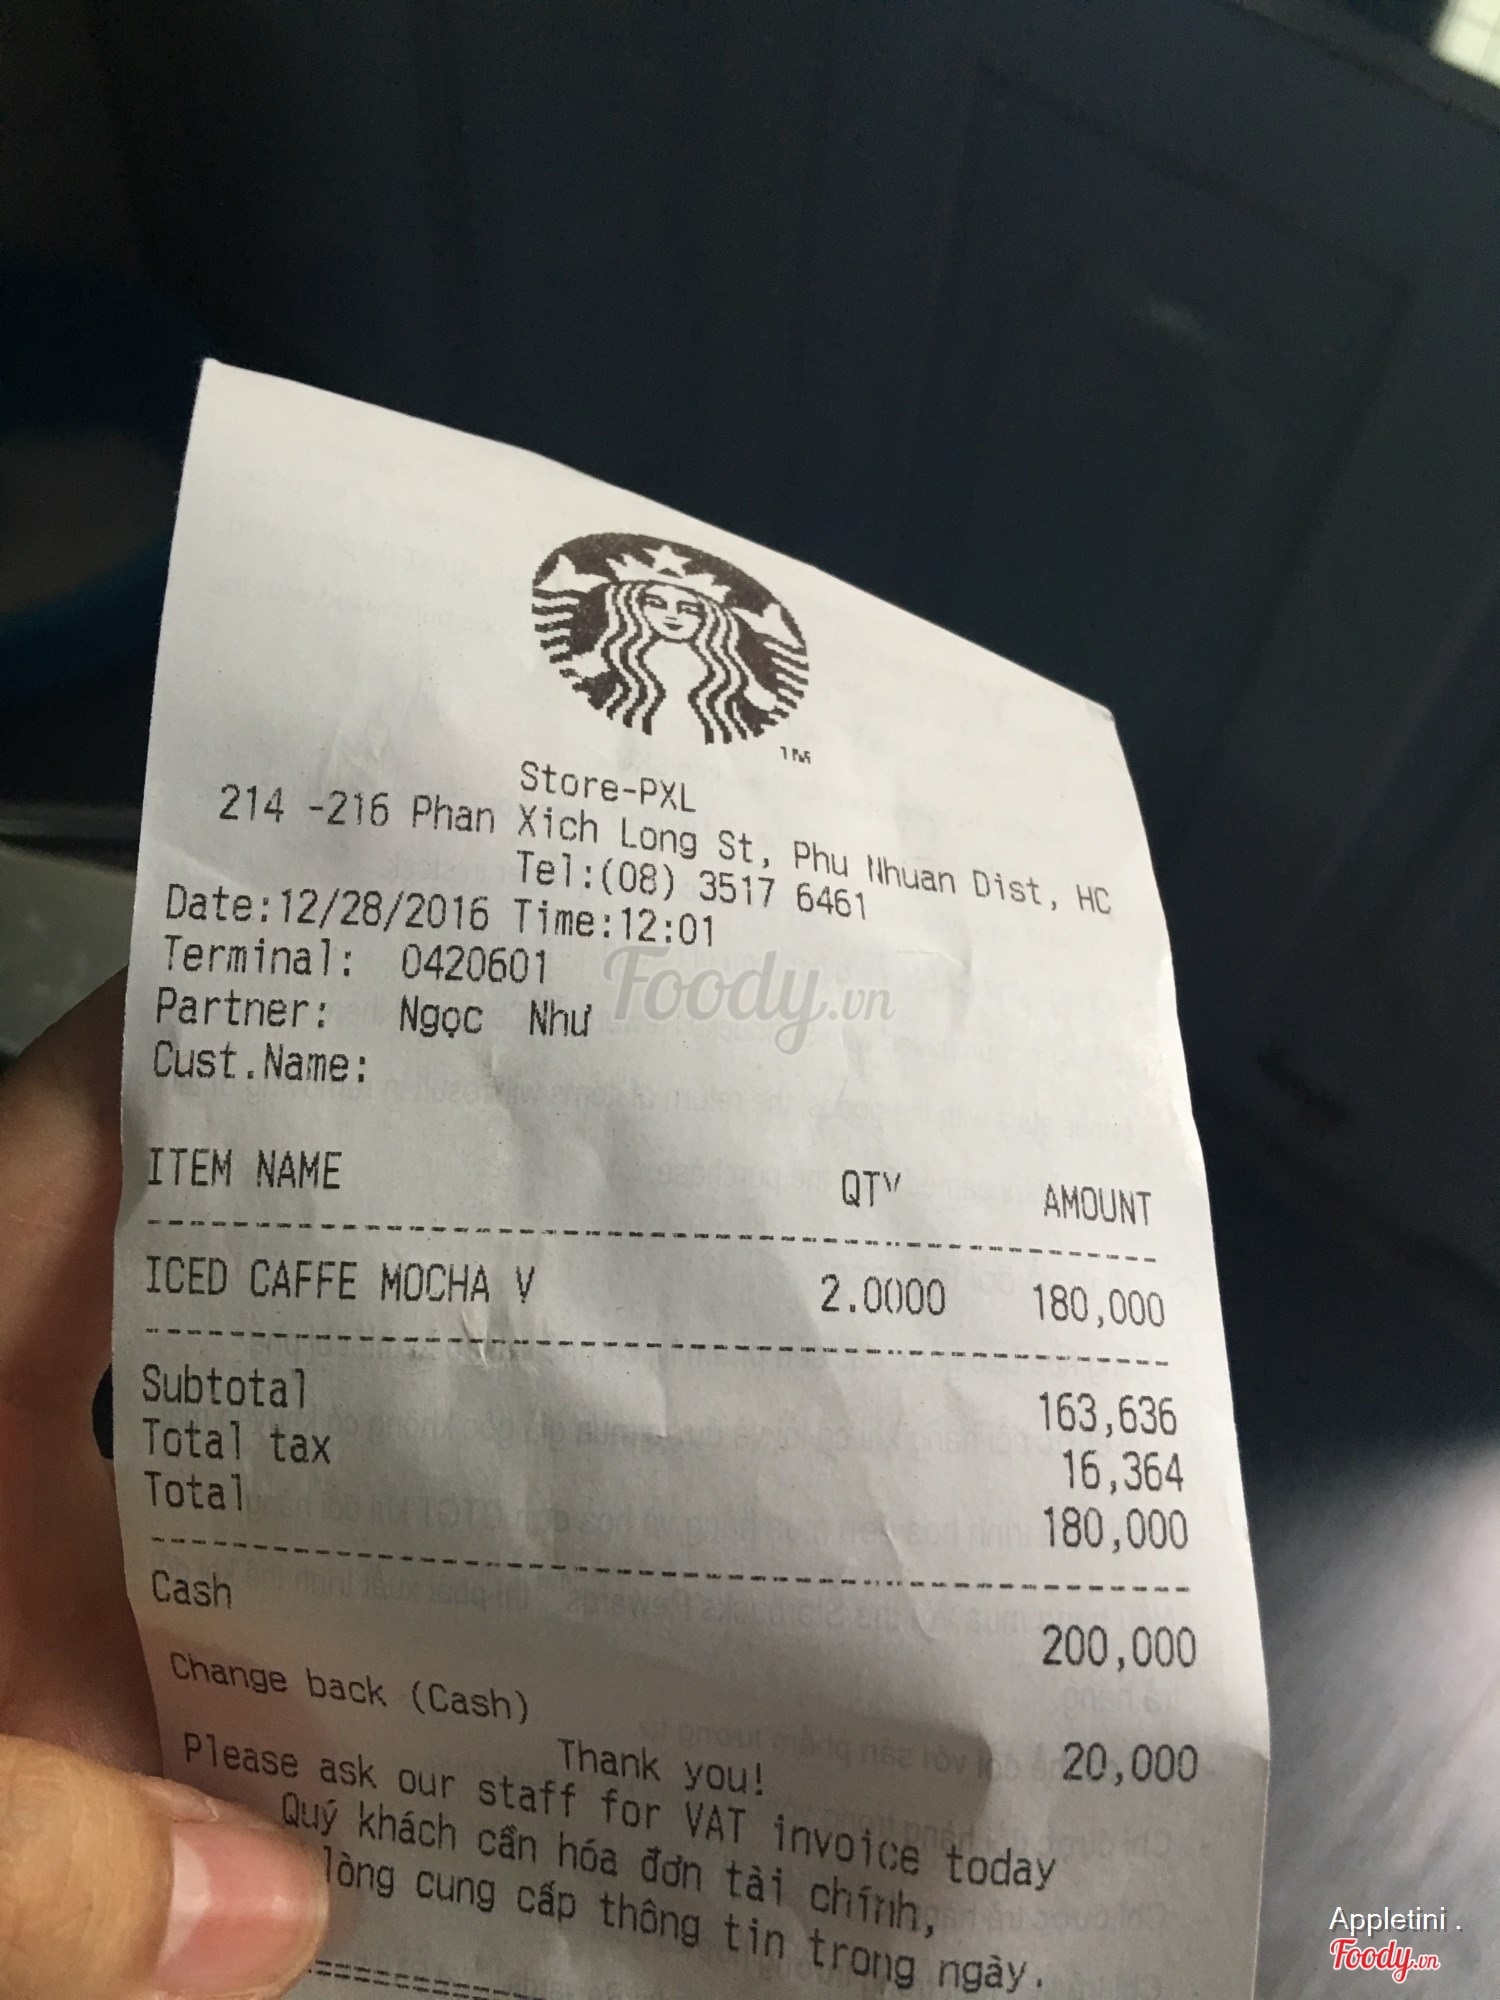 Store-PXL
214 -216 Phan Xich Long St, Phu Nhuan Dist, HC
Tel:(08) 3517 6461
Date:12/28/2016 Time:12:01
Terminal: 0420601
Partner: Ngọc Như
Cust.Name:
Foody.vn
ITEM NAME QTY AMOUNT
ICED CAFFE MOCHA V 2.0000 180,000
Subtotal 163,636
Total tax 16,364
Total 180,000
Cash 200,000
Change back (Cash) 20,000
Thank you!
Please ask our staff for VAT invoice today
Quý khách cần hóa đơn tài chính,
lòng cung cấp thông tin trong ngày.
Appletini .
Foody.vn